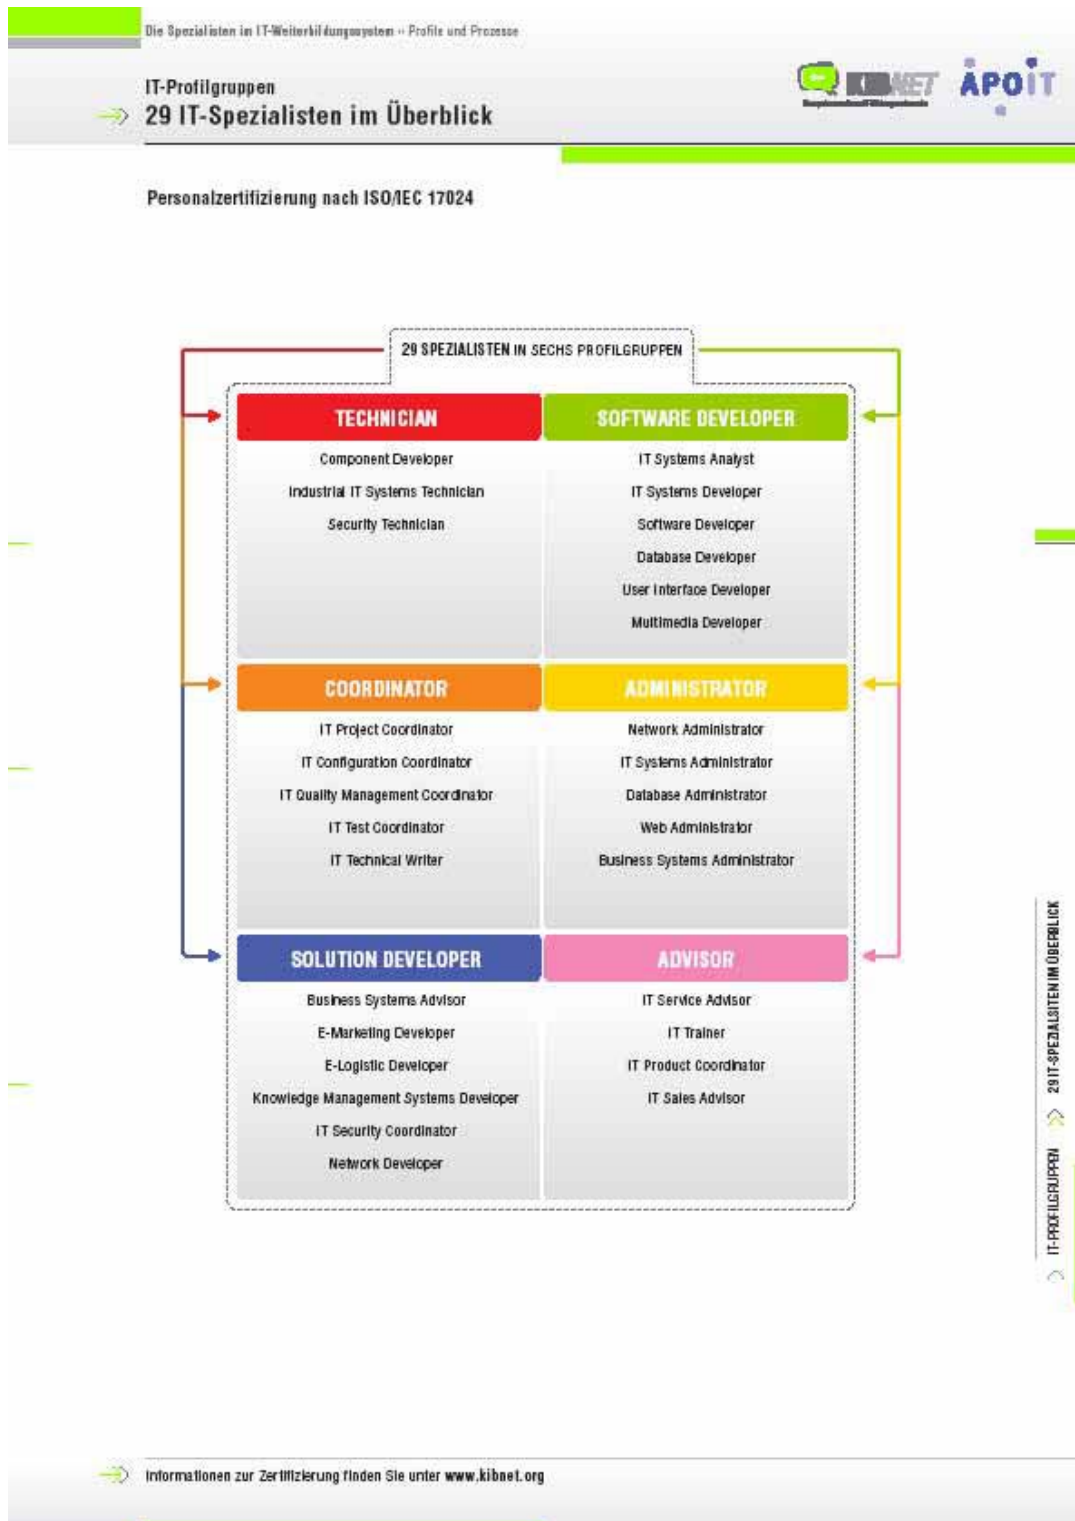 Die Spezialisten im IT-Weiterbildungssystem – Profile und Prozesse
IT-Profilgruppen
29 IT-Spezialisten im Überblick
KIBNET APOIT
Personalzertifizierung nach ISO/IEC 17024
29 SPEZIALISTEN IN SECHS PROFILGRUPPEN
TECHNICIAN
Component Developer
Industrial IT Systems Technician
Security Technician
SOFTWARE DEVELOPER
IT Systems Analyst
IT Systems Developer
Software Developer
Database Developer
User Interface Developer
Multimedia Developer
COORDINATOR
IT Project Coordinator
IT Configuration Coordinator
IT Quality Management Coordinator
IT Test Coordinator
IT Technical Writer
ADMINISTRATOR
Network Administrator
IT Systems Administrator
Database Administrator
Web Administrator
Business Systems Administrator
SOLUTION DEVELOPER
Business Systems Advisor
E-Marketing Developer
E-Logistic Developer
Knowledge Management Systems Developer
IT Security Coordinator
Network Developer
ADVISOR
IT Service Advisor
IT Trainer
IT Product Coordinator
IT Sales Advisor
IT-PROFILGRUPPEN 29 IT-SPEZIALSITEN IM ÜBERBLICK
Informationen zur Zertifizierung finden Sie unter www.kibnet.org